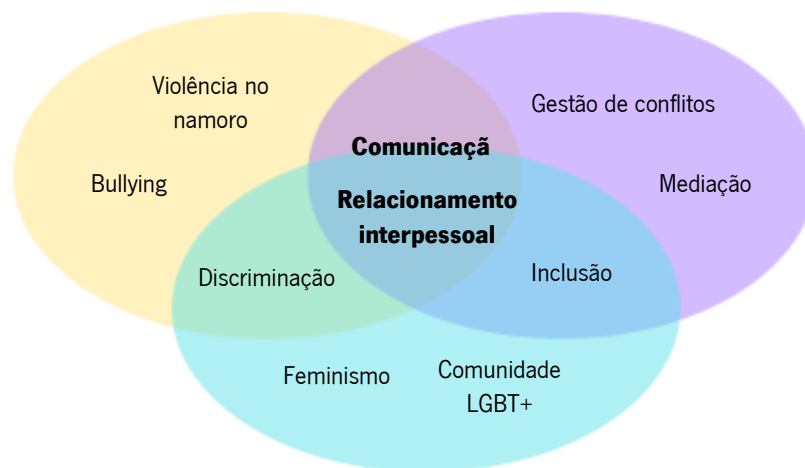 Violência no
namoro
Gestão de conflitos
Comunicaçã
Bullying
Mediação
Relacionamento
interpessoal
Discriminação
Inclusão
Feminismo
Comunidade
LGBT+